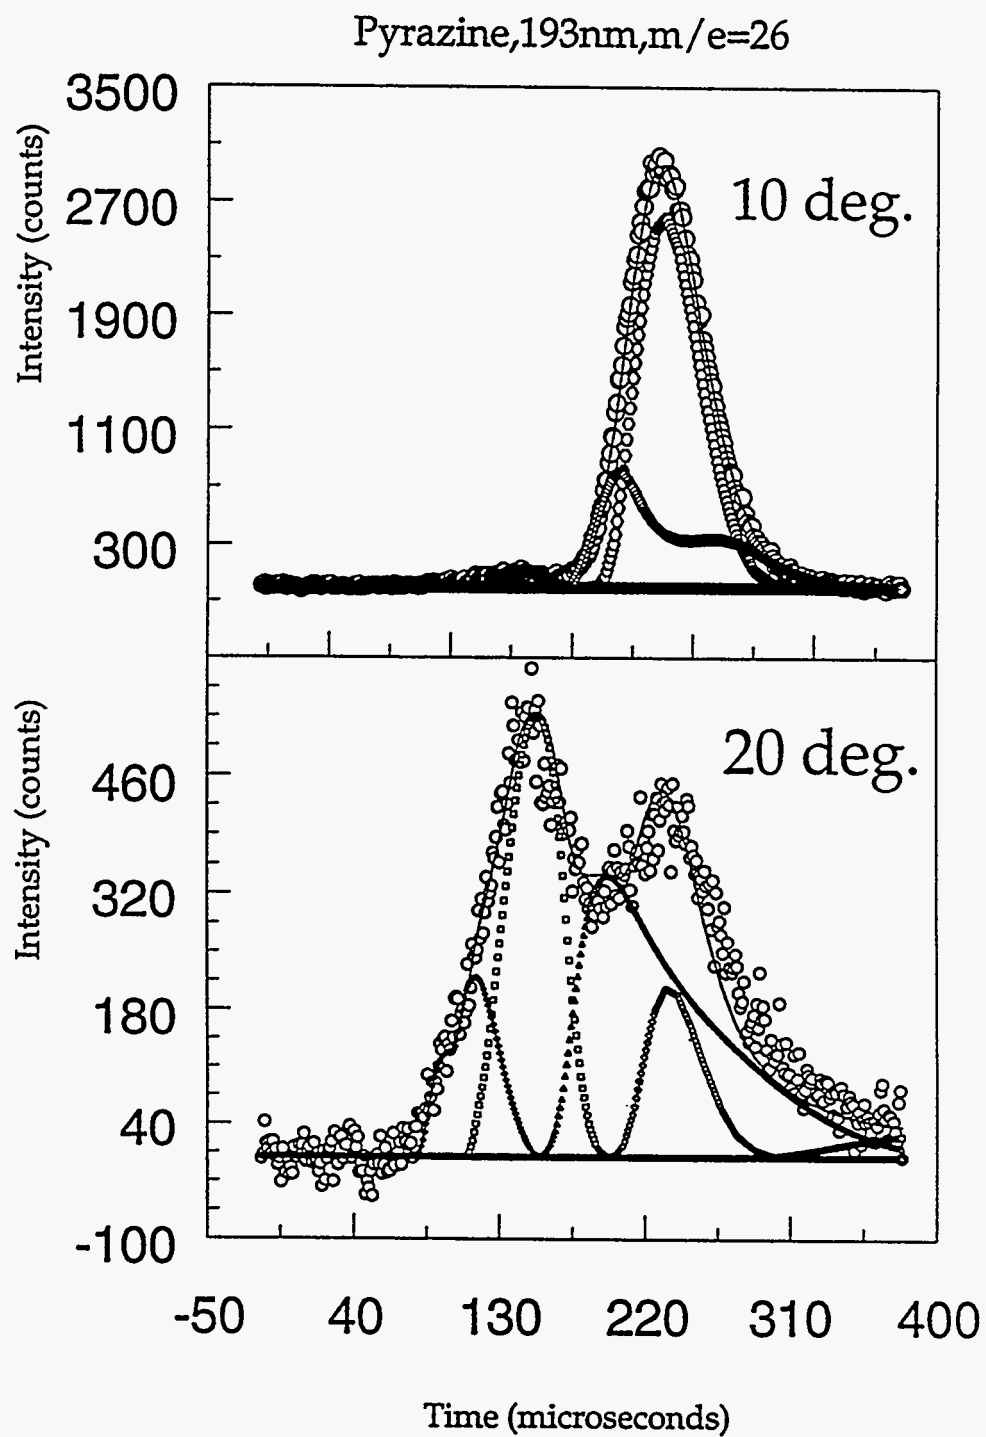 Pyrazine,193nm,m/e=26
Intensity (counts)
3500
2700
1900
1100
300
10 deg.
Intensity (counts)
460
320
180
40
-100
20 deg.
-50 40 130 220 310 400
Time (microseconds)